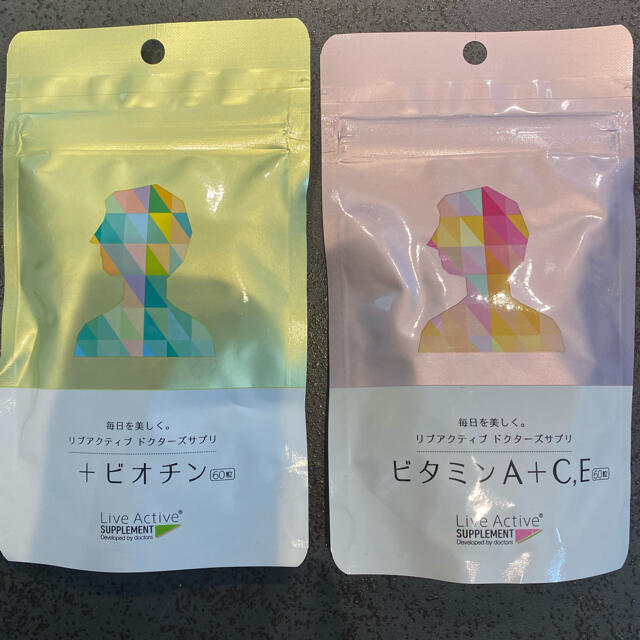 毎日を美しく。
リブアクティブ ドクターズサプリ
+ビオチン 60粒
Live Active®
SUPPLEMENT
Developed by doctors
毎日を美しく。
リブアクティブ ドクターズサプリ
ビタミンA+C,E 60粒
Live Active®
SUPPLEMENT
Developed by doctors